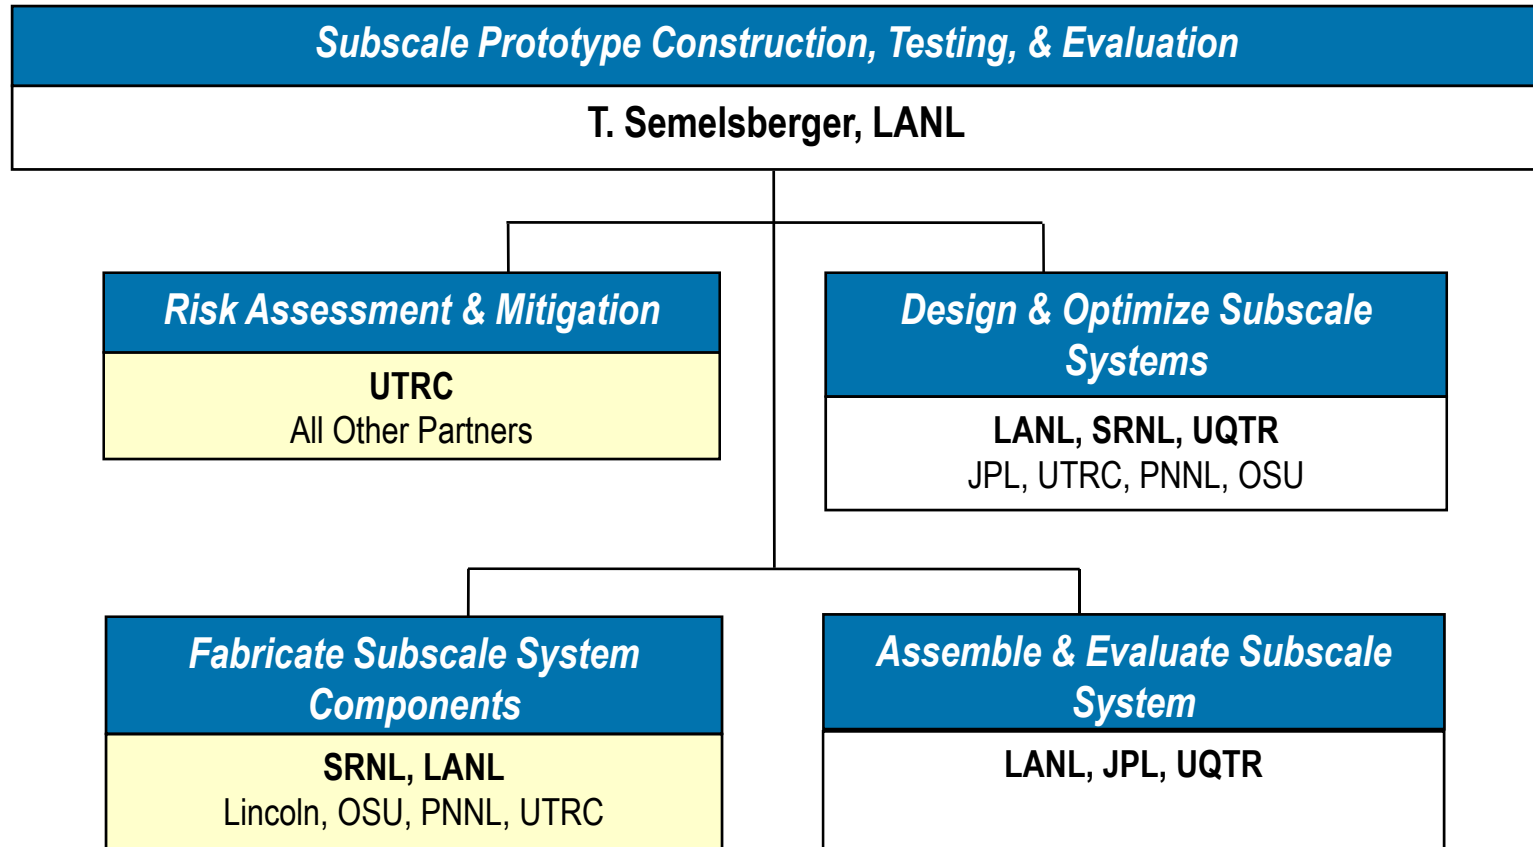 Subscale Prototype Construction, Testing, & Evaluation
T. Semelsberger, LANL
Risk Assessment & Mitigation
UTRC
All Other Partners
Design & Optimize Subscale
Systems
LANL, SRNL, UQTR
JPL, UTRC, PNNL, OSU
Fabricate Subscale System
Components
SRNL, LANL
Lincoln, OSU, PNNL, UTRC
Assemble & Evaluate Subscale
System
LANL, JPL, UQTR